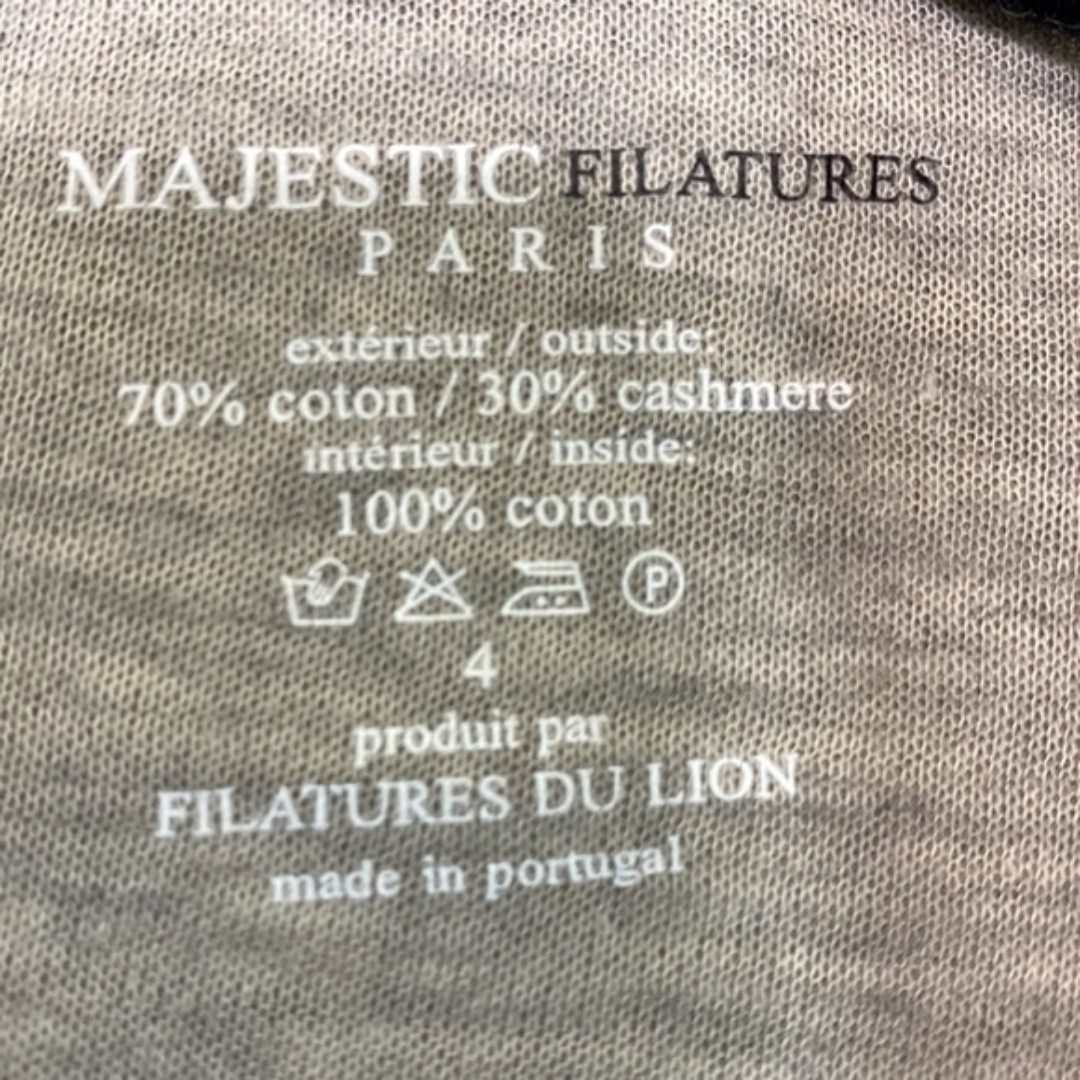 MAJESTIC FILATURES
PARIS
extérieur / outside:
70% coton / 30% cashmere
intérieur / inside:
100% coton
P
4
produit par
FILATURES DU LION
made in portugal